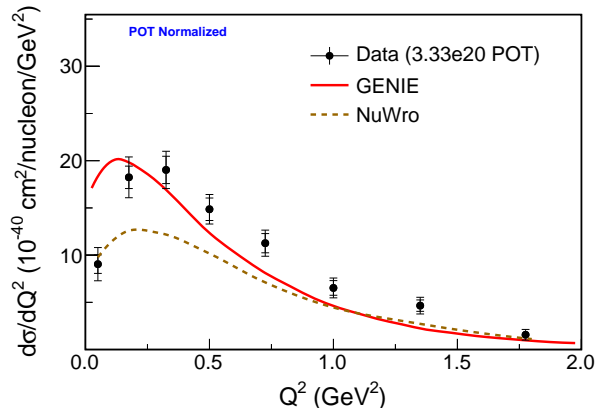 POT Normalized
Data (3.33e20 POT)
GENIE
NuWro
dσ/dQ² (10⁻⁴⁰ cm²/nucleon/GeV²)
30
20
10
0
0.0 0.5 1.0 1.5 2.0
Q² (GeV²)